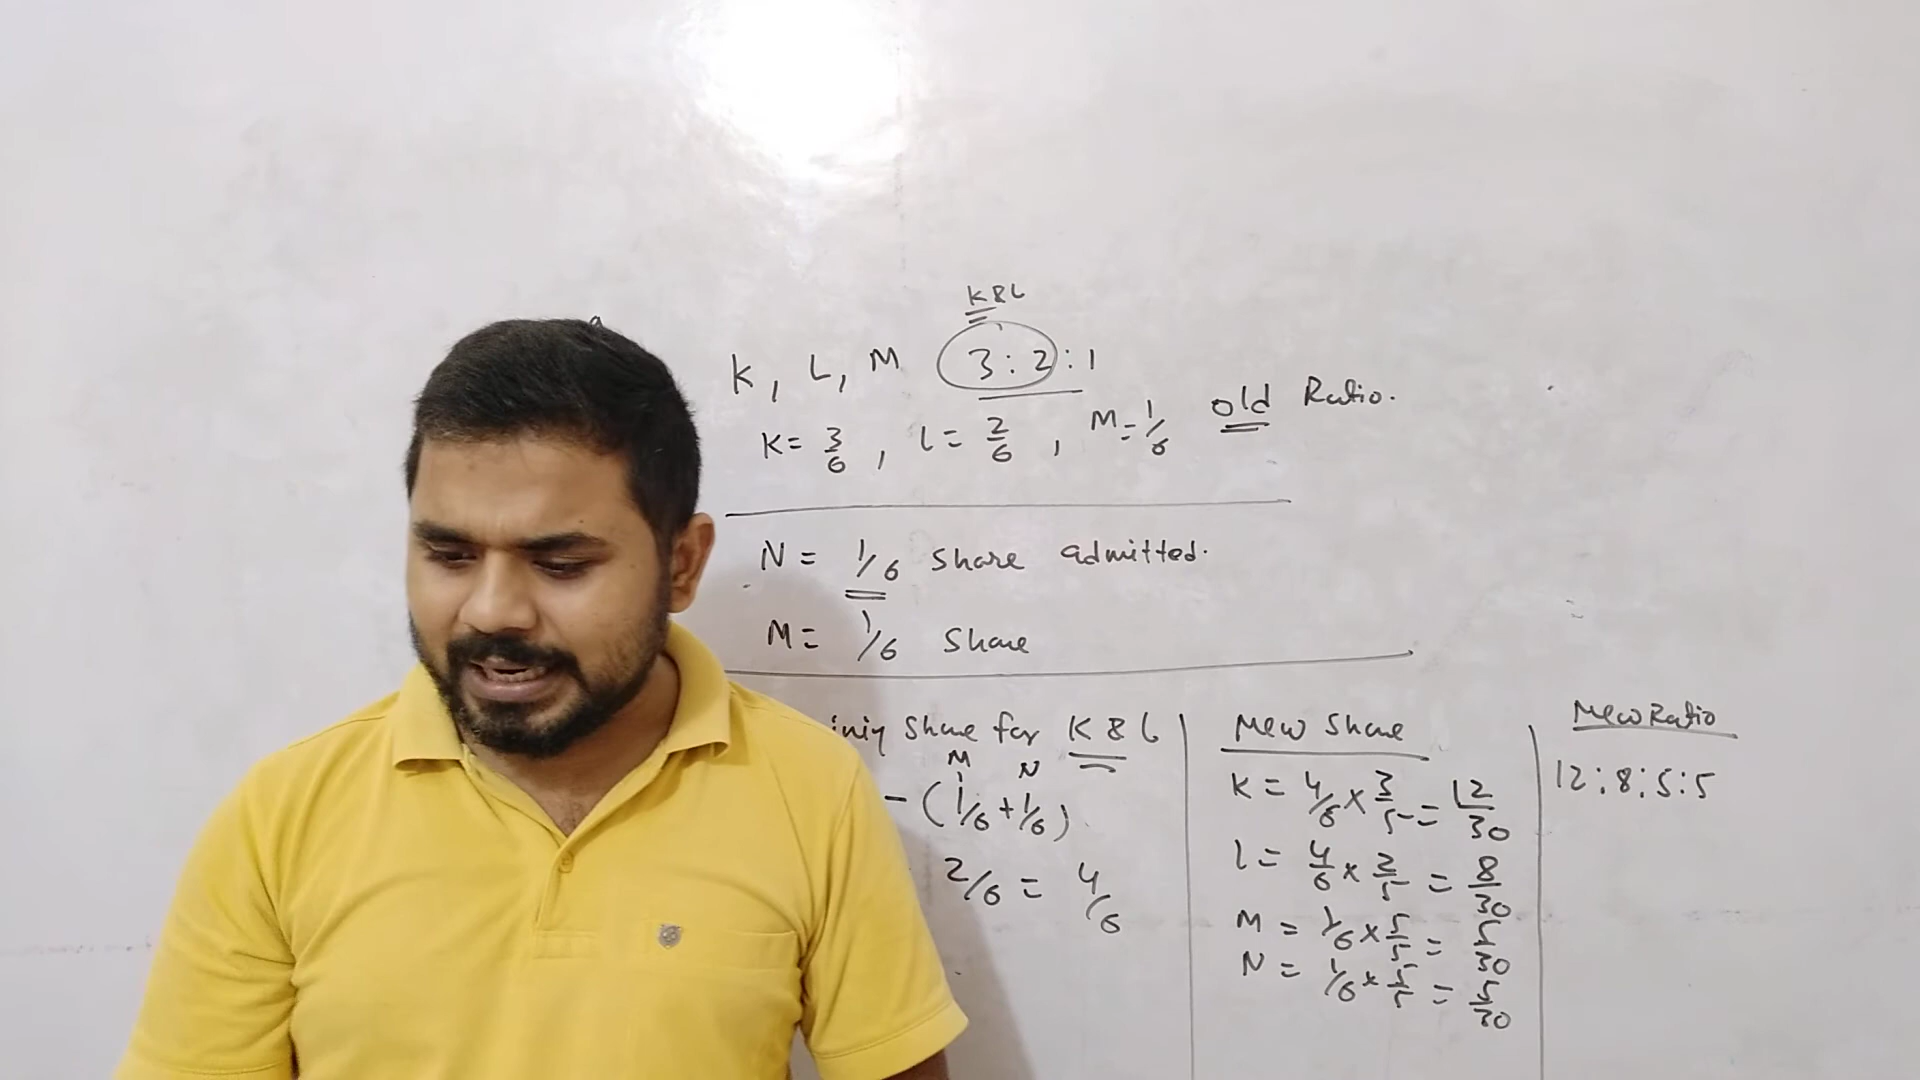 K&L
K, L, M 3:2:1
K=3/6, L=2/6, M=1/6 old Ratio.
N = 1/6 Share admitted.
M = 1/6 Share
Share for K & L
M N
- (1/6+1/6)
2/6 = 4/6
New Share
K = 4/6 × 3/5 = 12/30
L = 4/6 × 2/5 = 8/30
M = 1/6 × 5/5 = 5/30
N = 1/6 × 5/5 = 5/30
New Ratio
12:8:5:5